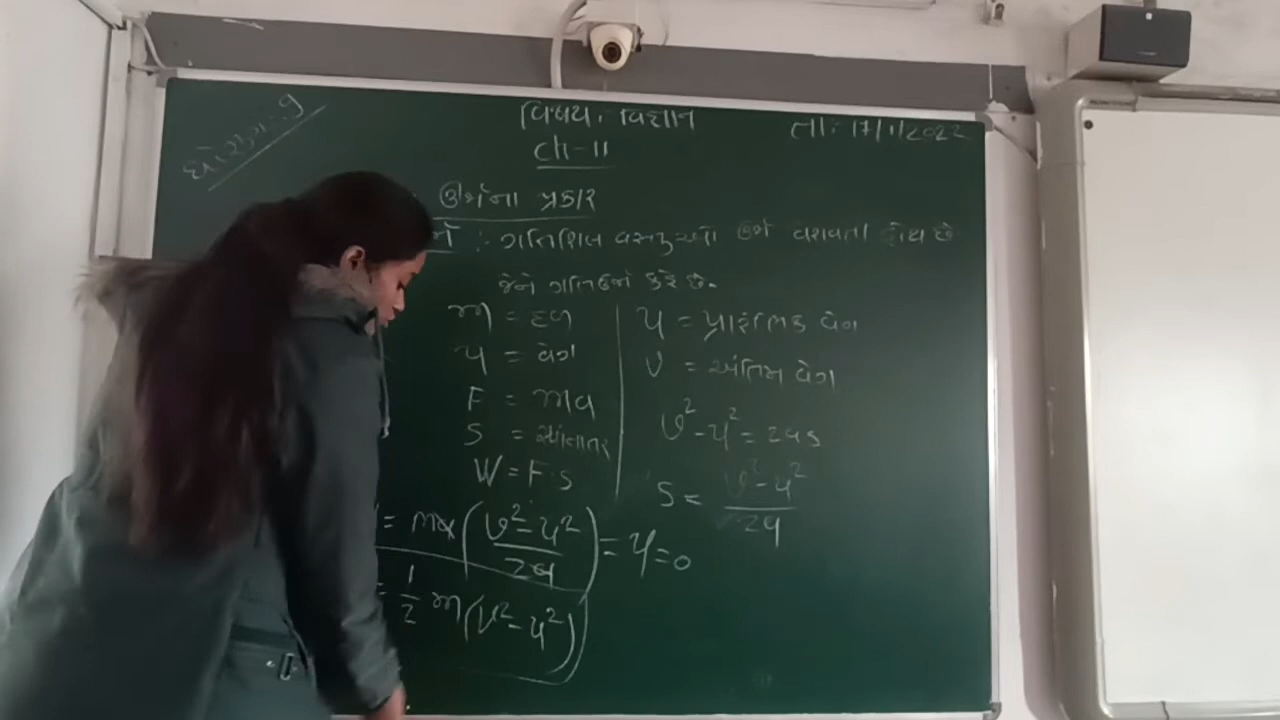 ધોરણ : 9
વિષય : વિજ્ઞાન
તા : 17/1/2022
ch-11
ઊર્જાના પ્રકાર
: ગતિશિલ વસ્તુઓ ઊર્જા ધરાવતી હોય છે
જેને ગતિઊર્જા કહે છે.
m = દળ
u = વેગ
F = ma
S =
W = F·S
u = પ્રારંભિક વેગ
v = અંતિમ વેગ
v² - u² = 2as
S = v² - u² / 2a
= ma (v² - u² / 2a) = u = 0
= 1/2 m (v² - u²)